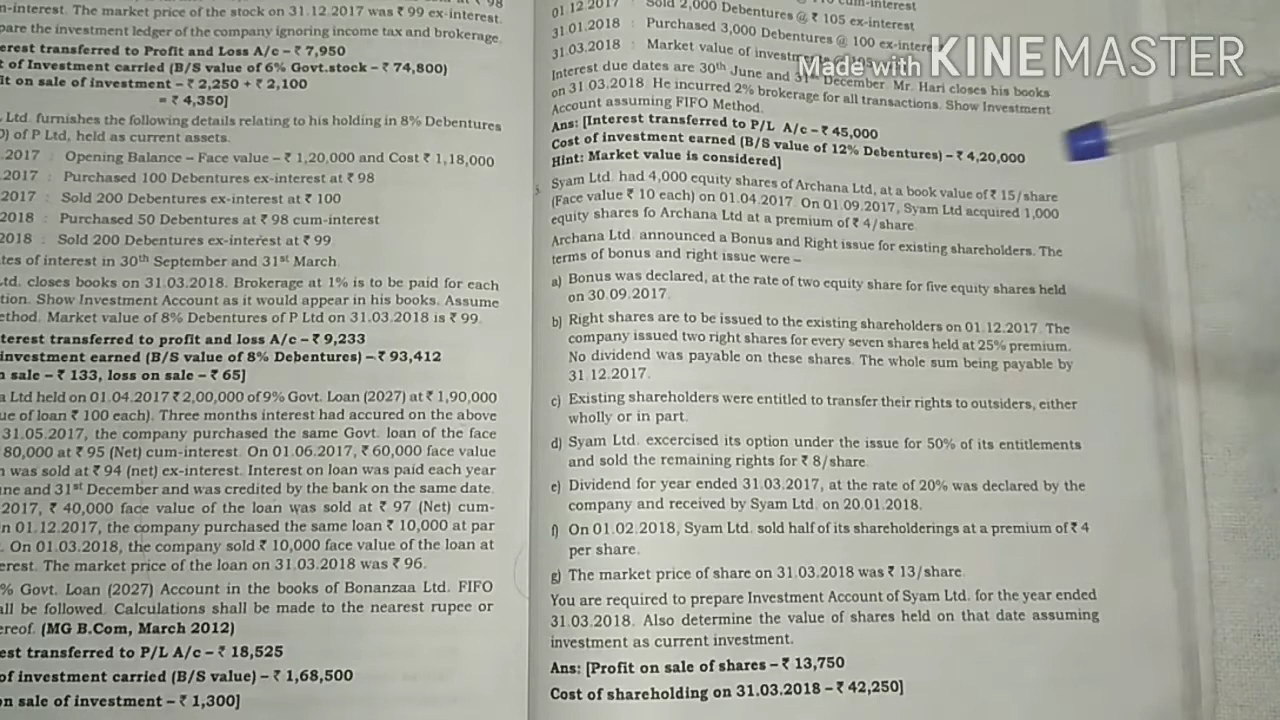 n-interest. The market price of the stock on 31.12.2017 was ₹ 99 ex-interest.
pare the investment ledger of the company ignoring income tax and brokerage.
erest transferred to Profit and Loss A/c – ₹ 7,950
t of Investment carried (B/S value of 6% Govt.stock – ₹ 74,800)
it on sale of investment – ₹ 2,250 + ₹ 2,100
= ₹ 4,350]
Ltd. furnishes the following details relating to his holding in 8% Debentures
0) of P Ltd, held as current assets.
.2017 : Opening Balance – Face value – ₹ 1,20,000 and Cost ₹ 1,18,000
2017 : Purchased 100 Debentures ex-interest at ₹ 98
2017 : Sold 200 Debentures ex-interest at ₹ 100
2018 : Purchased 50 Debentures at ₹ 98 cum-interest
2018 : Sold 200 Debentures ex-interest at ₹ 99
tes of interest in 30th September and 31st March.
td. closes books on 31.03.2018. Brokerage at 1% is to be paid for each
tion. Show Investment Account as it would appear in his books. Assume
ethod. Market value of 8% Debentures of P Ltd on 31.03.2018 is ₹ 99.
terest transferred to profit and loss A/c – ₹ 9,233
investment earned (B/S value of 8% Debentures) – ₹ 93,412
n sale – ₹ 133, loss on sale – ₹ 65]
a Ltd held on 01.04.2017 ₹ 2,00,000 of 9% Govt. Loan (2027) at ₹ 1,90,000
ue of loan ₹ 100 each). Three months interest had accured on the above
31.05.2017, the company purchased the same Govt. loan of the face
80,000 at ₹ 95 (Net) cum-interest. On 01.06.2017, ₹ 60,000 face value
n was sold at ₹ 94 (net) ex-interest. Interest on loan was paid each year
ne and 31st December and was credited by the bank on the same date.
2017, ₹ 40,000 face value of the loan was sold at ₹ 97 (Net) cum-
n 01.12.2017, the company purchased the same loan ₹ 10,000 at par
. On 01.03.2018, the company sold ₹ 10,000 face value of the loan at
erest. The market price of the loan on 31.03.2018 was ₹ 96.
% Govt. Loan (2027) Account in the books of Bonanzaa Ltd. FIFO
all be followed. Calculations shall be made to the nearest rupee or
ereof. (MG B.Com, March 2012)
est transferred to P/L A/c – ₹ 18,525
of investment carried (B/S value) – ₹ 1,68,500
on sale of investment – ₹ 1,300]
01.12.2017 : Sold 2,000 Debentures @ ₹ 105 ex-interest
31.01.2018 : Purchased 3,000 Debentures @ 100 ex-intere
31.03.2018 : Market value of investm
Made with KINEMASTER
Interest due dates are 30th June and 31st December. Mr. Hari closes his books
on 31.03.2018. He incurred 2% brokerage for all transactions. Show Investment
Account assuming FIFO Method.
Ans: [Interest transferred to P/L A/c – ₹ 45,000
Cost of investment earned (B/S value of 12% Debentures) – ₹ 4,20,000
Hint: Market value is considered]
5. Syam Ltd. had 4,000 equity shares of Archana Ltd, at a book value of ₹ 15/share
(Face value ₹ 10 each) on 01.04.2017. On 01.09.2017, Syam Ltd acquired 1,000
equity shares fo Archana Ltd at a premium of ₹ 4/share.
Archana Ltd. announced a Bonus and Right issue for existing shareholders. The
terms of bonus and right issue were –
a) Bonus was declared, at the rate of two equity share for five equity shares held
on 30.09.2017.
b) Right shares are to be issued to the existing shareholders on 01.12.2017. The
company issued two right shares for every seven shares held at 25% premium.
No dividend was payable on these shares. The whole sum being payable by
31.12.2017.
c) Existing shareholders were entitled to transfer their rights to outsiders, either
wholly or in part.
d) Syam Ltd. excercised its option under the issue for 50% of its entitlements
and sold the remaining rights for ₹ 8/share.
e) Dividend for year ended 31.03.2017, at the rate of 20% was declared by the
company and received by Syam Ltd. on 20.01.2018.
f) On 01.02.2018, Syam Ltd. sold half of its shareholderings at a premium of ₹ 4
per share.
g) The market price of share on 31.03.2018 was ₹ 13/share.
You are required to prepare Investment Account of Syam Ltd. for the year ended
31.03.2018. Also determine the value of shares held on that date assuming
investment as current investment.
Ans: [Profit on sale of shares – ₹ 13,750
Cost of shareholding on 31.03.2018 – ₹ 42,250]